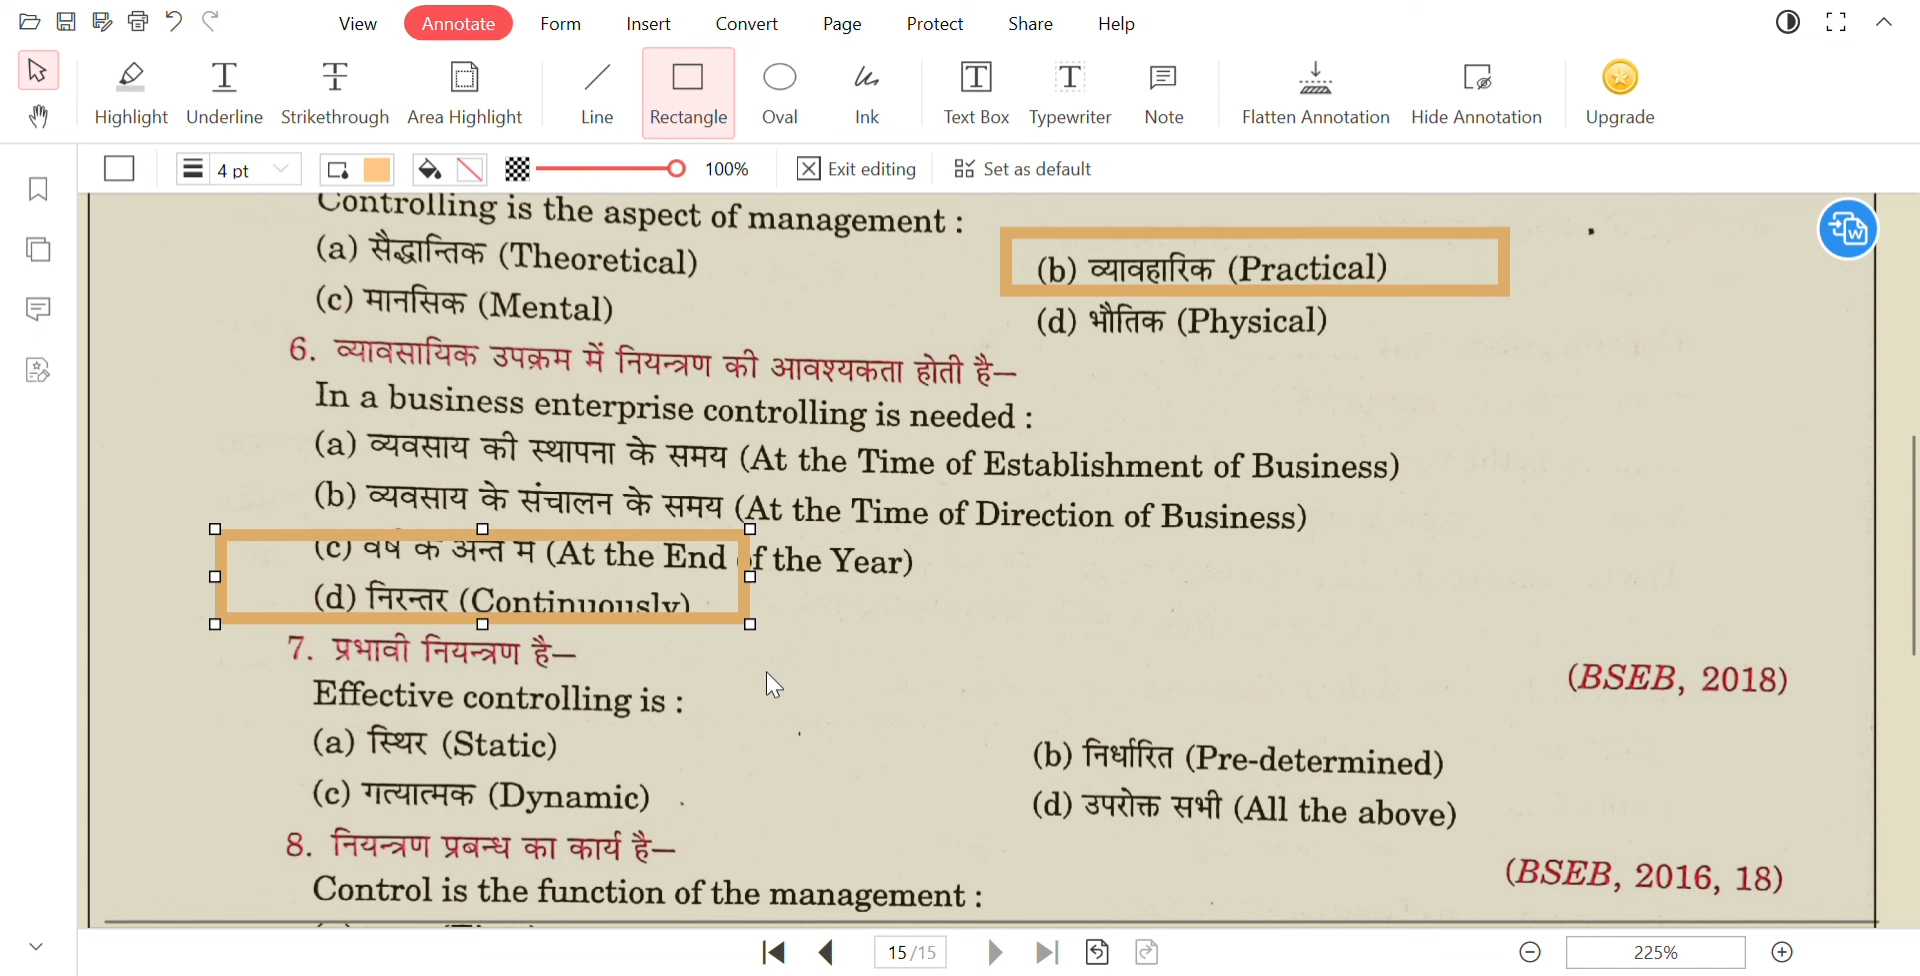 View Annotate Form Insert Convert Page Protect Share Help
Highlight Underline Strikethrough Area Highlight Line Rectangle Oval Ink Text Box Typewriter Note Flatten Annotation Hide Annotation Upgrade
4 pt 100% Exit editing Set as default
Controlling is the aspect of management :
(a) सैद्धान्तिक (Theoretical) (b) व्यावहारिक (Practical)
(c) मानसिक (Mental) (d) भौतिक (Physical)
6. व्यावसायिक उपक्रम में नियन्त्रण की आवश्यकता होती है—
In a business enterprise controlling is needed :
(a) व्यवसाय की स्थापना के समय (At the Time of Establishment of Business)
(b) व्यवसाय के संचालन के समय (At the Time of Direction of Business)
(c) वर्ष के अन्त में (At the End of the Year)
(d) निरन्तर (Continuously)
7. प्रभावी नियन्त्रण है— (BSEB, 2018)
Effective controlling is :
(a) स्थिर (Static) (b) निर्धारित (Pre-determined)
(c) गत्यात्मक (Dynamic) (d) उपरोक्त सभी (All the above)
8. नियन्त्रण प्रबन्ध का कार्य है— (BSEB, 2016, 18)
Control is the function of the management :
15/15 225%